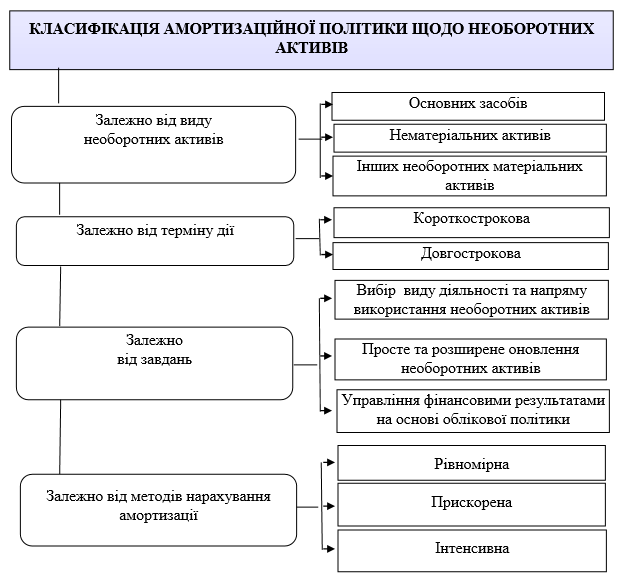 КЛАСИФІКАЦІЯ АМОРТИЗАЦІЙНОЇ ПОЛІТИКИ ЩОДО НЕОБОРОТНИХ
АКТИВІВ
Залежно від виду
необоротних активів
Основних засобів
Нематеріальних активів
Інших необоротних матеріальних
активів
Залежно від терміну дії
Короткострокова
Довгострокова
Залежно
від завдань
Вибір виду діяльності та напряму
використання необоротних активів
Просте та розширене оновлення
необоротних активів
Управління фінансовими результатами
на основі облікової політики
Залежно від методів нарахування
амортизації
Рівномірна
Прискорена
Інтенсивна